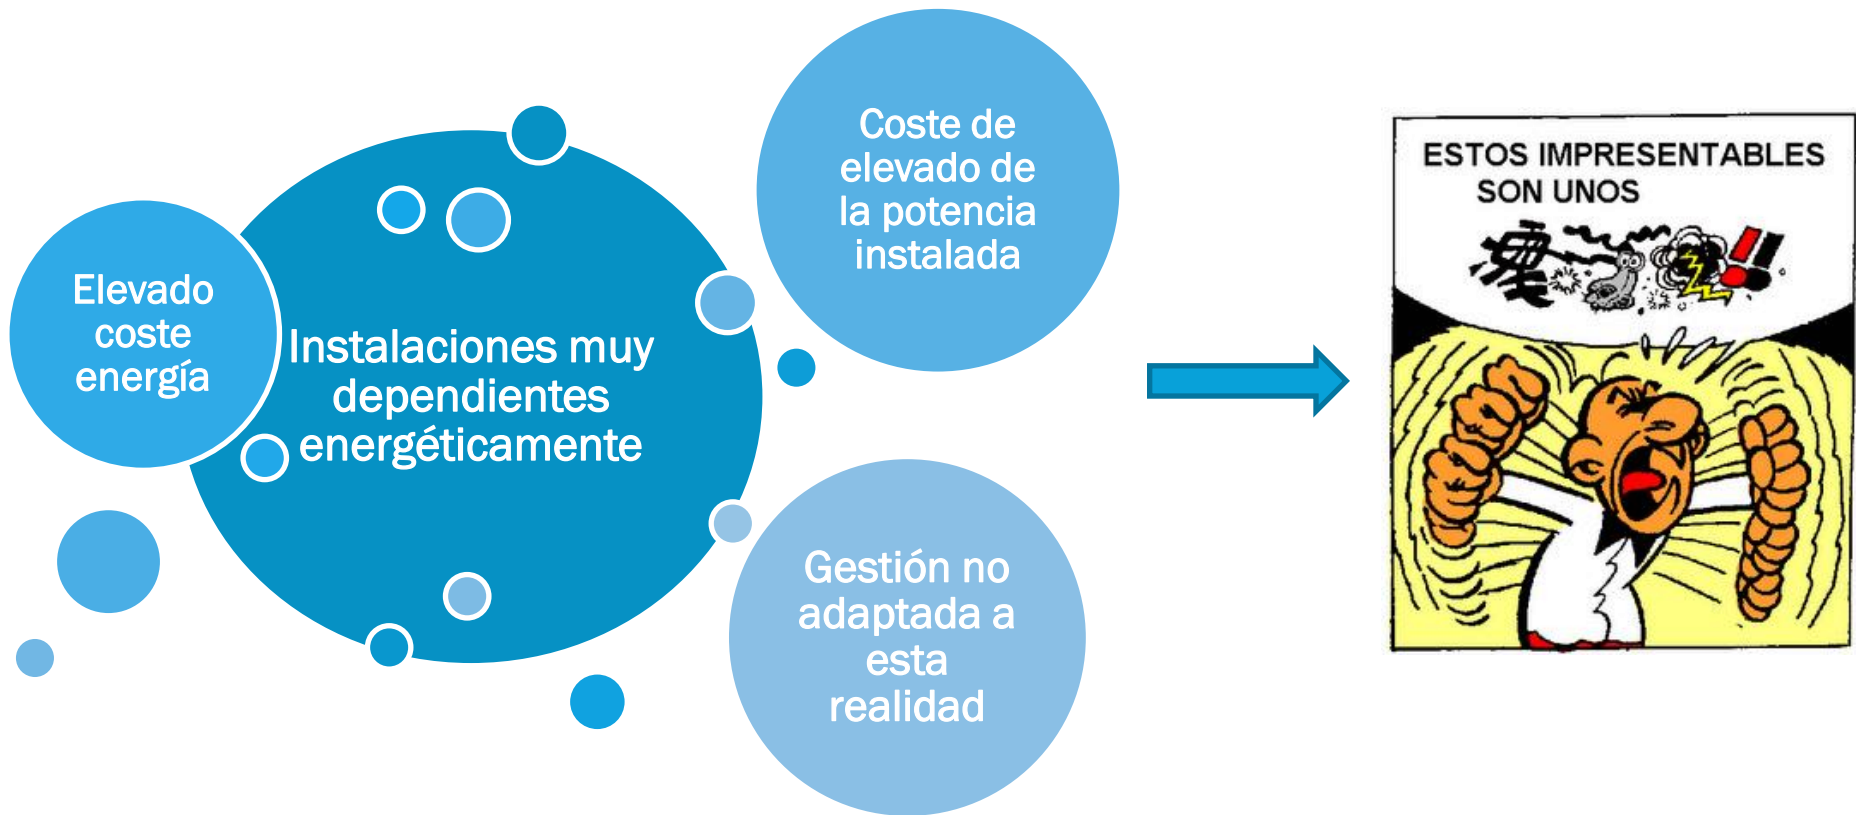 Elevado
coste
energía
Instalaciones muy
dependientes
energéticamente
Coste de
elevado de
la potencia
instalada
Gestión no
adaptada a
esta
realidad
ESTOS IMPRESENTABLES
SON UNOS
!!